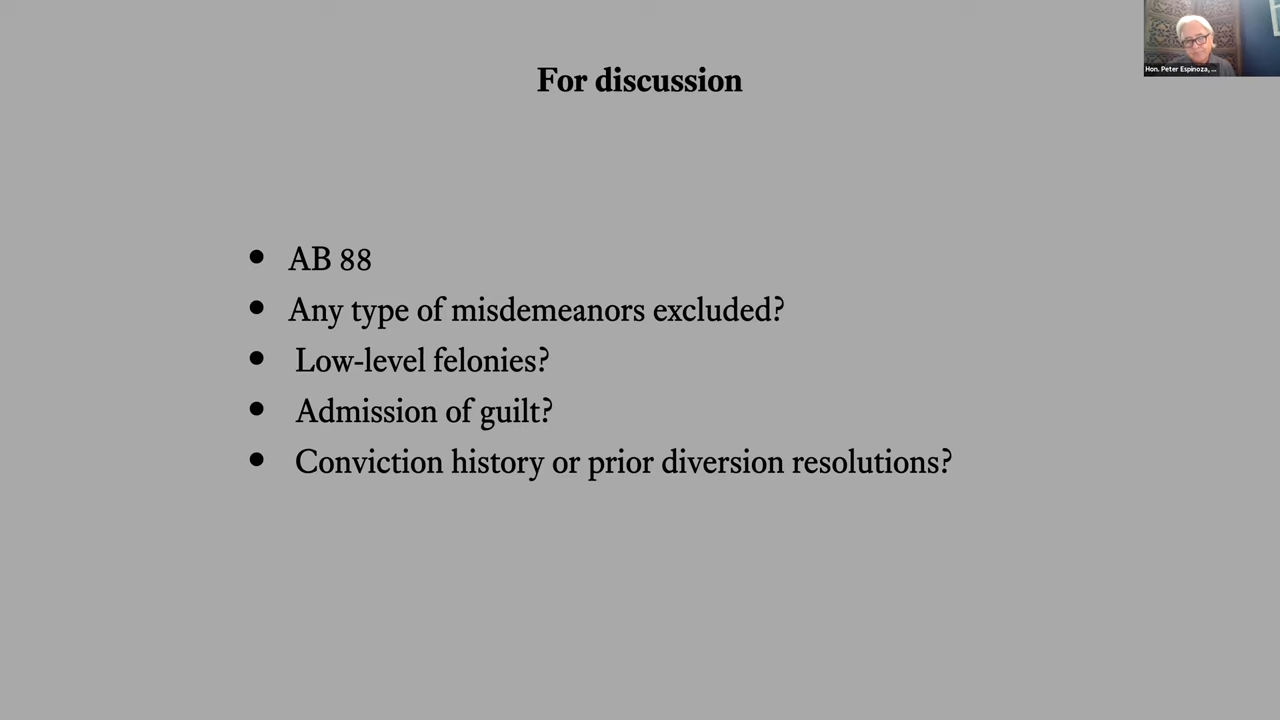 Hon. Peter Espinoza, ...
For discussion
• AB 88
• Any type of misdemeanors excluded?
• Low-level felonies?
• Admission of guilt?
• Conviction history or prior diversion resolutions?